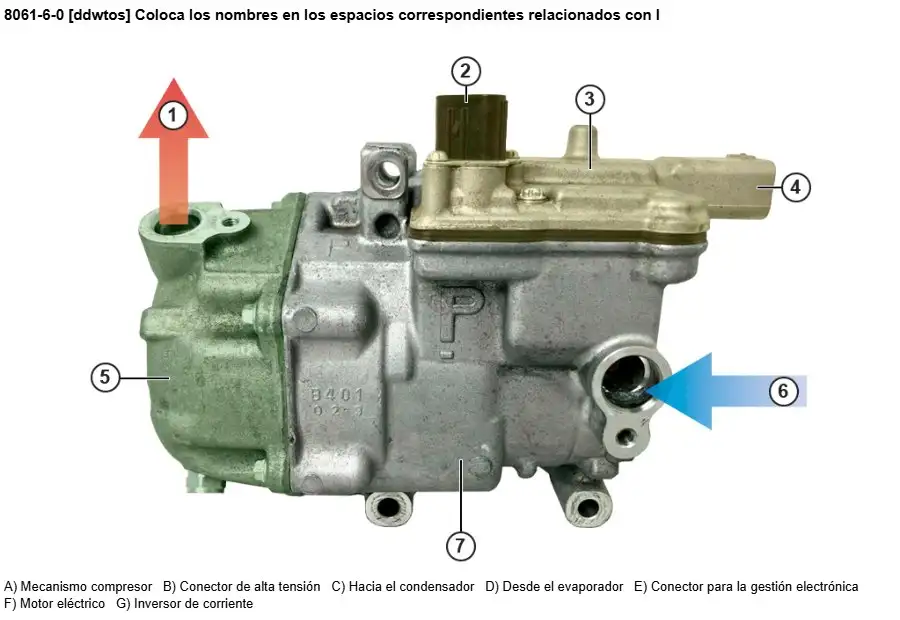 8061-6-0 [ddwtos] Coloca los nombres en los espacios correspondientes relacionados con l
1
2
3
4
5
6
7
P
8401
A) Mecanismo compresor B) Conector de alta tensión C) Hacia el condensador D) Desde el evaporador E) Conector para la gestión electrónica
F) Motor eléctrico G) Inversor de corriente